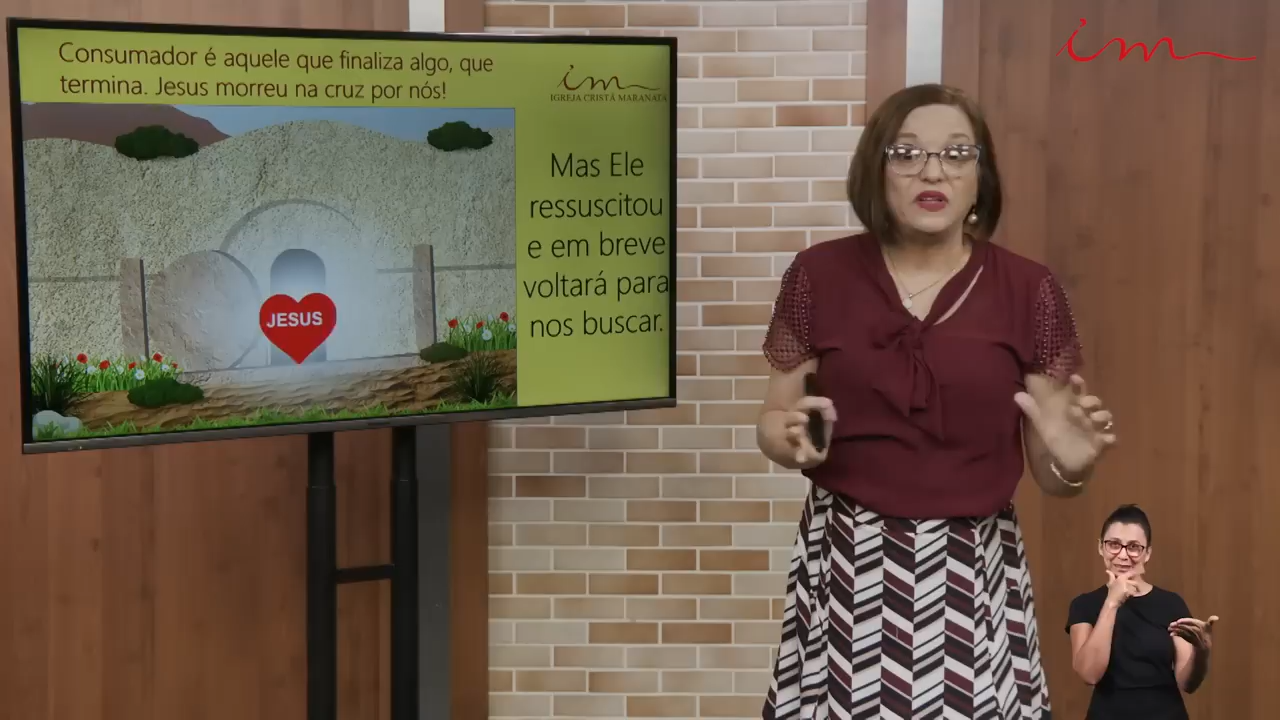 Consumador é aquele que finaliza algo, que
termina. Jesus morreu na cruz por nós!
im
IGREJA CRISTÃ MARANATA
Mas Ele
ressuscitou
e em breve
voltará para
nos buscar.
JESUS
im